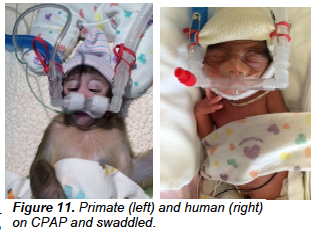 Figure 11. Primate (left) and human (right)
on CPAP and swaddled.